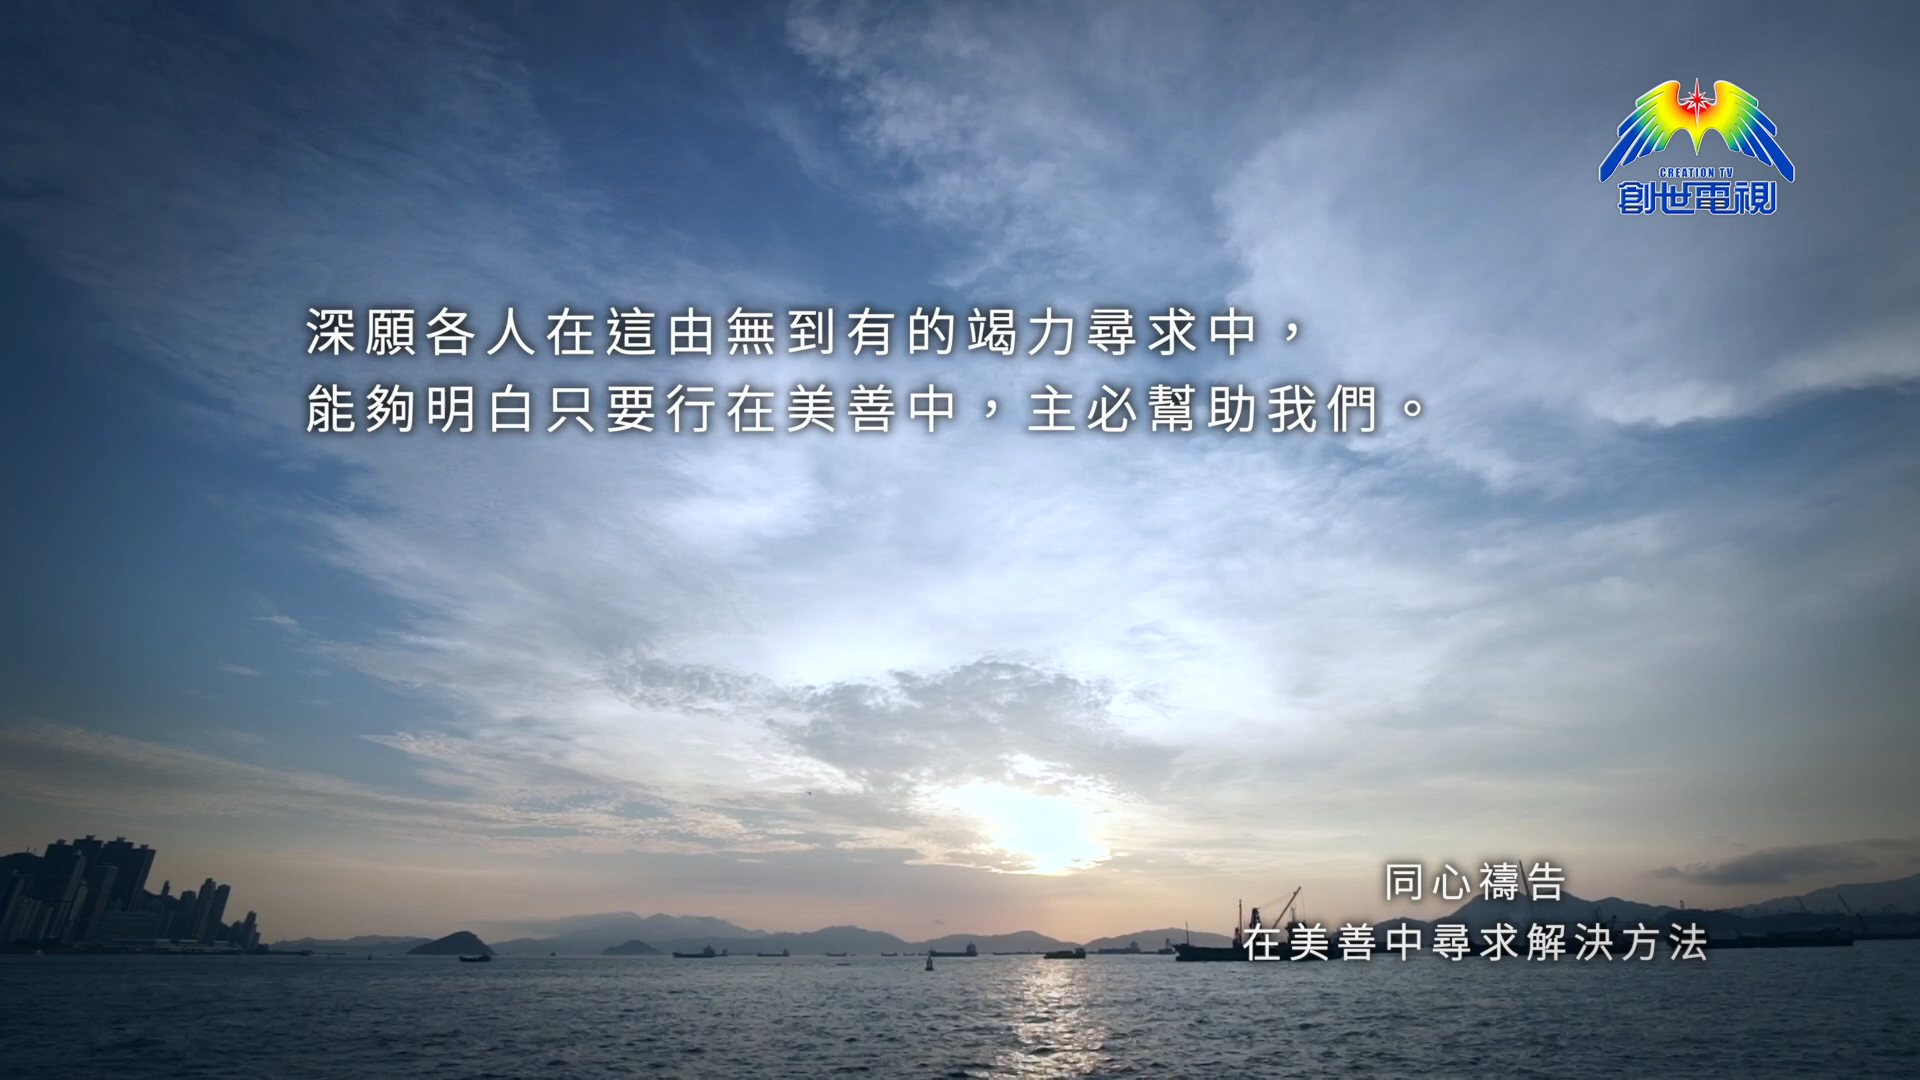 CREATION TV
創世電視
深願各人在這由無到有的竭力尋求中，
能夠明白只要行在美善中，主必幫助我們。
同心禱告
在美善中尋求解決方法